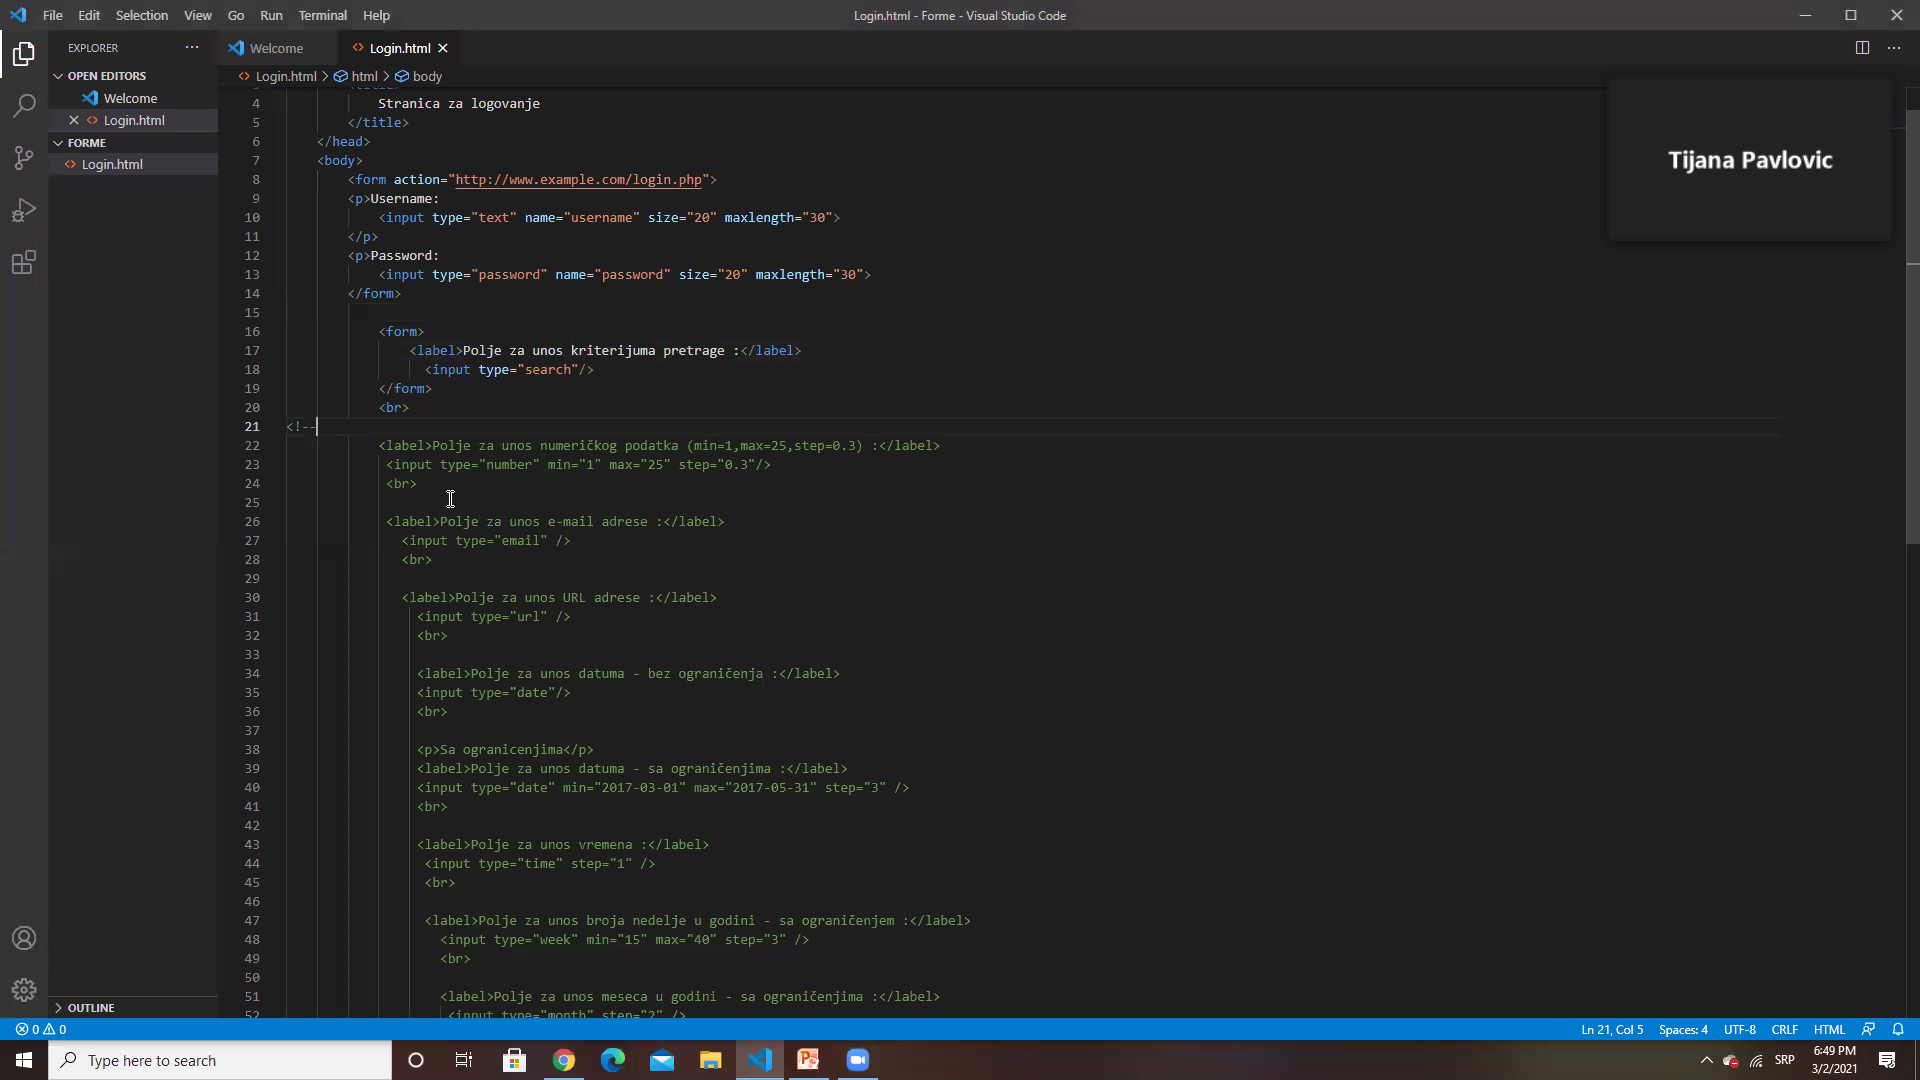 File Edit Selection View Go Run Terminal Help
Login.html - Forme - Visual Studio Code
EXPLORER
Welcome
Login.html
OPEN EDITORS
Welcome
Login.html
FORME
Login.html
OUTLINE
Login.html > html > body
4 Stranica za logovanje
5 </title>
6 </head>
7 <body>
8 <form action="http://www.example.com/login.php">
9 <p>Username:
10 <input type="text" name="username" size="20" maxlength="30">
11 </p>
12 <p>Password:
13 <input type="password" name="password" size="20" maxlength="30">
14 </form>
15
16 <form>
17 <label>Polje za unos kriterijuma pretrage :</label>
18 <input type="search"/>
19 </form>
20 <br>
21 <!--
22 <label>Polje za unos numeričkog podatka (min=1,max=25,step=0.3) :</label>
23 <input type="number" min="1" max="25" step="0.3"/>
24 <br>
25
26 <label>Polje za unos e-mail adrese :</label>
27 <input type="email" />
28 <br>
29
30 <label>Polje za unos URL adrese :</label>
31 <input type="url" />
32 <br>
33
34 <label>Polje za unos datuma - bez ograničenja :</label>
35 <input type="date"/>
36 <br>
37
38 <p>Sa ogranicenjima</p>
39 <label>Polje za unos datuma - sa ograničenjima :</label>
40 <input type="date" min="2017-03-01" max="2017-05-31" step="3" />
41 <br>
42
43 <label>Polje za unos vremena :</label>
44 <input type="time" step="1" />
45 <br>
46
47 <label>Polje za unos broja nedelje u godini - sa ograničenjem :</label>
48 <input type="week" min="15" max="40" step="3" />
49 <br>
50
51 <label>Polje za unos meseca u godini - sa ograničenjima :</label>
52 <input type="month" step="2" />
Tijana Pavlovic
0 0
Ln 21, Col 5 Spaces: 4 UTF-8 CRLF HTML
Type here to search
SRP
6:49 PM
3/2/2021